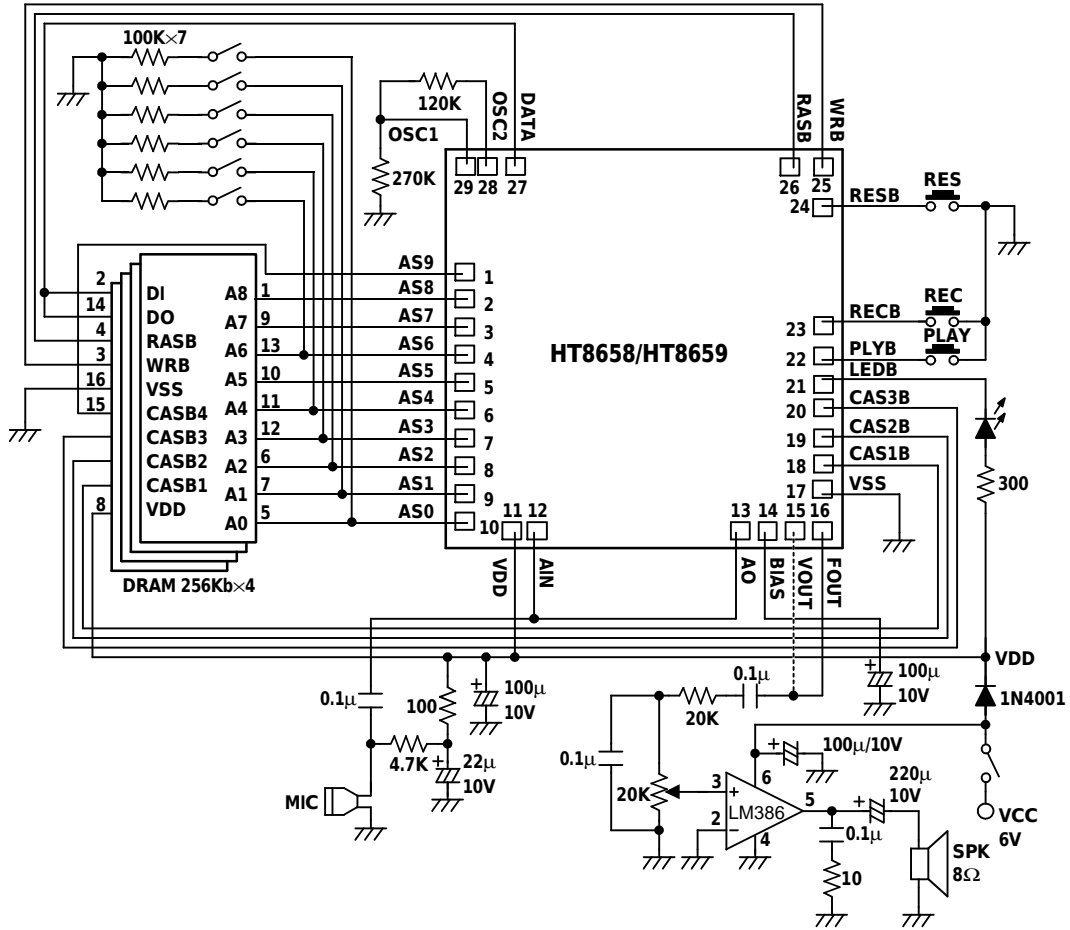 100K×7
120K
OSC1
OSC2
DATA
270K
RASB
WRB
29
28
27
26
25
24
RESB
RES
AS9
1
AS8
2
AS7
3
AS6
4
AS5
5
AS4
6
AS3
7
AS2
8
AS1
9
AS0
10
HT8658/HT8659
23
RECB
REC
22
PLYB
PLAY
21
LEDB
20
CAS3B
19
CAS2B
18
CAS1B
17
VSS
2
DI
14
DO
4
RASB
3
WRB
16
VSS
15
CASB4
CASB3
CASB2
CASB1
8
VDD
A8
1
A7
9
A6
13
A5
10
A4
11
A3
12
A2
6
A1
7
A0
5
DRAM 256Kb×4
11
12
13
14
15
16
VDD
AIN
AO
BIAS
VOUT
FOUT
300
VDD
1N4001
VCC
6V
0.1μ
100
+
100μ
10V
4.7K
+
22μ
10V
MIC
0.1μ
20K
0.1μ
20K
+
100μ
10V
+
100μ/10V
3
+
2
−
6
LM386
4
5
+
220μ
10V
0.1μ
10
SPK
8Ω